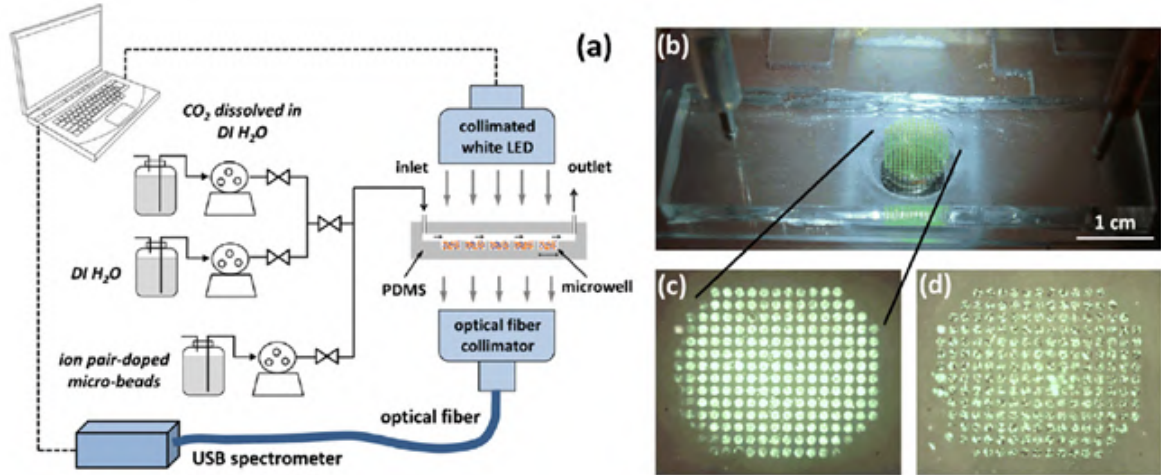 (a)
CO₂ dissolved in
DI H₂O
collimated
white LED
inlet
outlet
DI H₂O
PDMS
microwell
ion pair-doped
micro-beads
optical fiber
collimator
optical fiber
USB spectrometer
(b)
1 cm
(c)
(d)